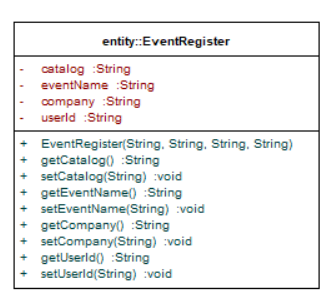 entity::EventRegister
- catalog :String
- eventName :String
- company :String
- userId :String
+ EventRegister(String, String, String, String)
+ getCatalog() :String
+ setCatalog(String) :void
+ getEventName() :String
+ setEventName(String) :void
+ getCompany() :String
+ setCompany(String) :void
+ getUserId() :String
+ setUserId(String) :void